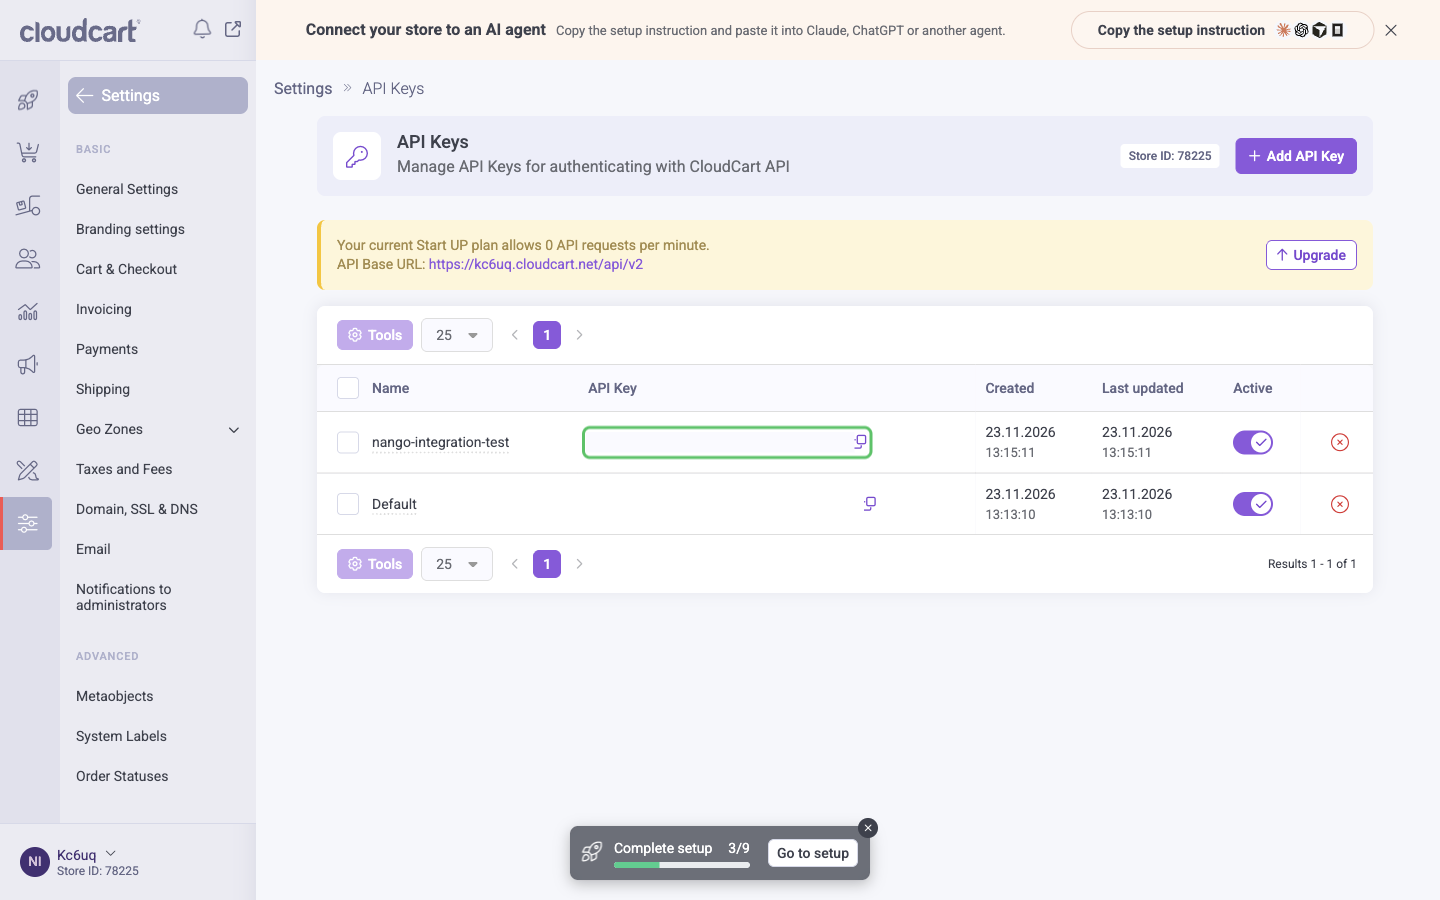 cloudcart
Connect your store to an AI agent
Copy the setup instruction and paste it into Claude, ChatGPT or another agent.
Copy the setup instruction
Settings
BASIC
General Settings
Branding settings
Cart & Checkout
Invoicing
Payments
Shipping
Geo Zones
Taxes and Fees
Domain, SSL & DNS
Email
Notifications to
administrators
ADVANCED
Metaobjects
System Labels
Order Statuses
NI
Kc6uq
Store ID: 78225
Settings » API Keys
API Keys
Manage API Keys for authenticating with CloudCart API
Store ID: 78225
Add API Key
Your current Start UP plan allows 0 API requests per minute.
API Base URL: https://kc6uq.cloudcart.net/api/v2
Upgrade
Tools 25 1
Name API Key Created Last updated Active
nango-integration-test 23.11.2026 23.11.2026
13:15:11 13:15:11
Default 23.11.2026 23.11.2026
13:13:10 13:13:10
Tools 25 1
Results 1 - 1 of 1
Complete setup 3/9
Go to setup